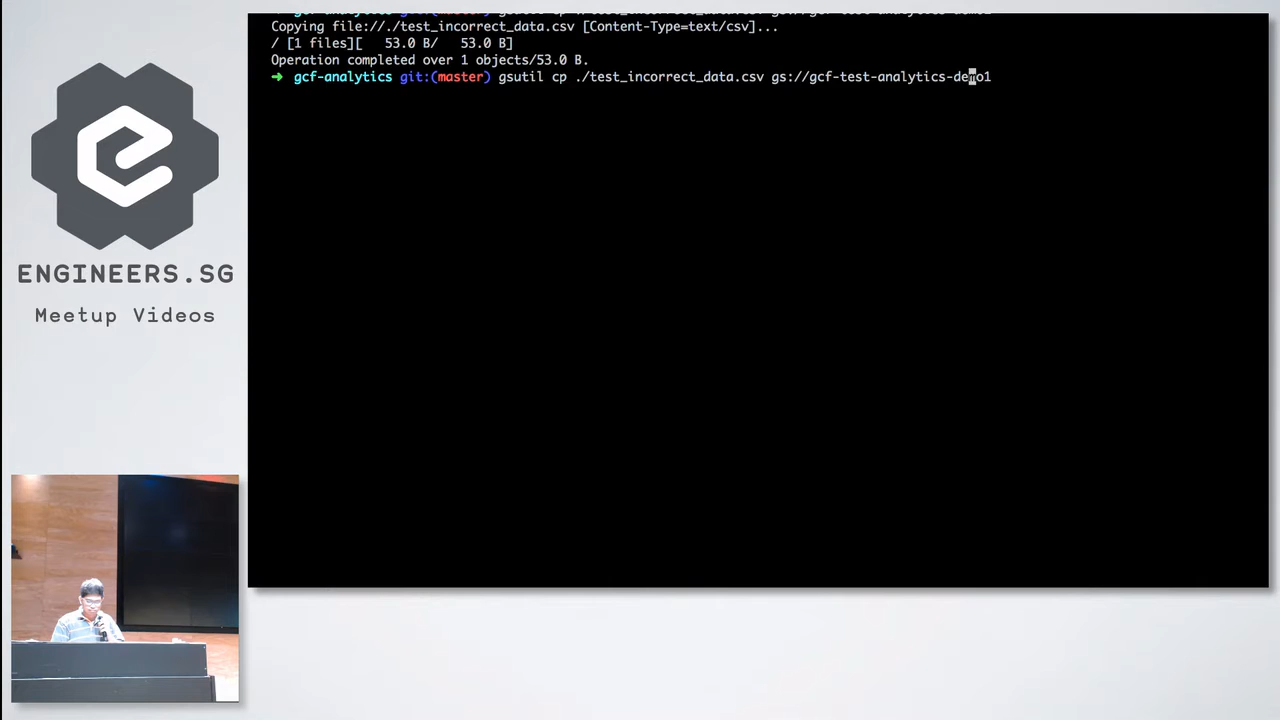 Copying file://./test_incorrect_data.csv [Content-Type=text/csv]...
/ [1 files][   53.0 B/   53.0 B]
Operation completed over 1 objects/53.0 B.
➜  gcf-analytics git:(master) gsutil cp ./test_incorrect_data.csv gs://gcf-test-analytics-demo1
ENGINEERS.SG
Meetup Videos